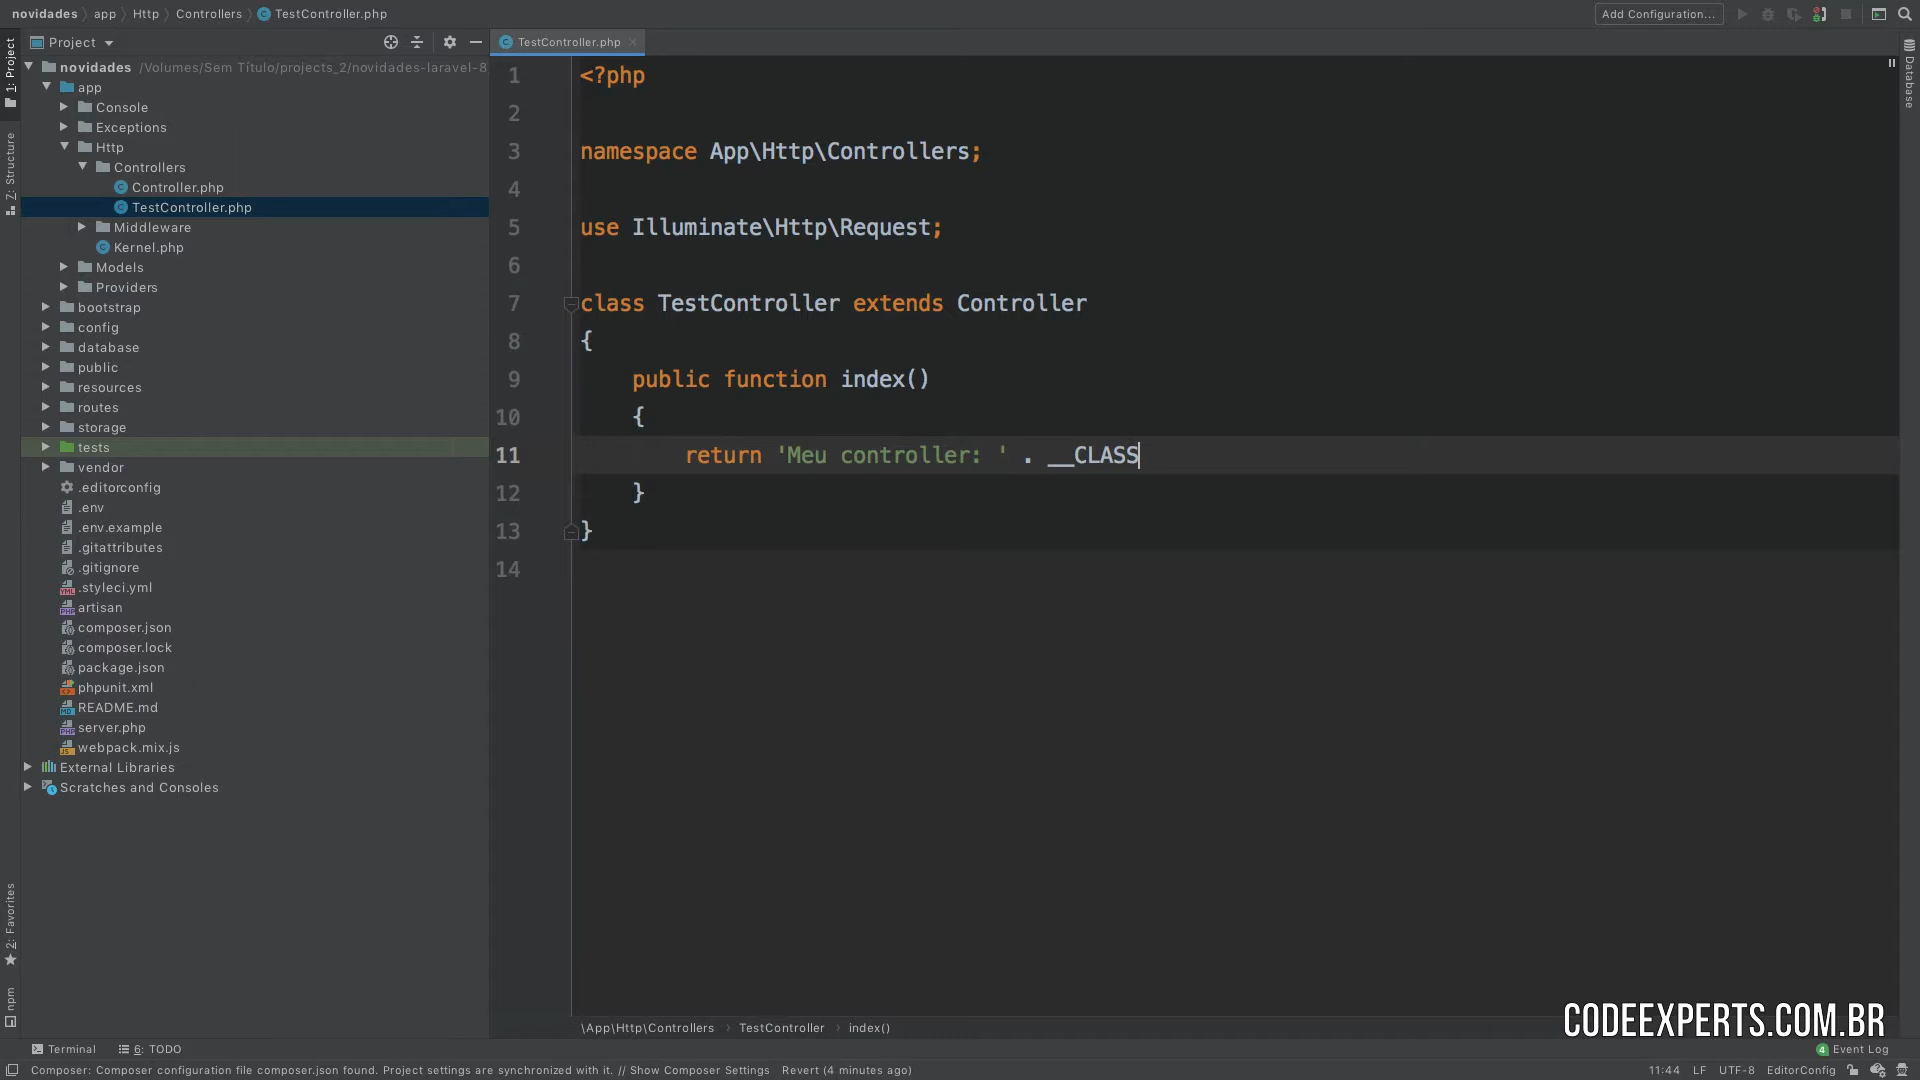 novidades app Http Controllers TestController.php
Add Configuration...
Project
TestController.php
1: Project
7: Structure
2: Favorites
npm
Database
novidades /Volumes/Sem Título/projects_2/novidades-laravel-8
app
Console
Exceptions
Http
Controllers
Controller.php
TestController.php
Middleware
Kernel.php
Models
Providers
bootstrap
config
database
public
resources
routes
storage
tests
vendor
.editorconfig
.env
.env.example
.gitattributes
.gitignore
.styleci.yml
artisan
composer.json
composer.lock
package.json
phpunit.xml
README.md
server.php
webpack.mix.js
External Libraries
Scratches and Consoles
1 <?php
2
3 namespace App\Http\Controllers;
4
5 use Illuminate\Http\Request;
6
7 class TestController extends Controller
8 {
9 public function index()
10 {
11 return 'Meu controller: ' . __CLASS
12 }
13 }
14
CODEEXPERTS.COM.BR
\App\Http\Controllers › TestController › index()
Terminal 6: TODO
4 Event Log
Composer: Composer configuration file composer.json found. Project settings are synchronized with it. // Show Composer Settings Revert (4 minutes ago)
11:44 LF UTF-8 EditorConfig